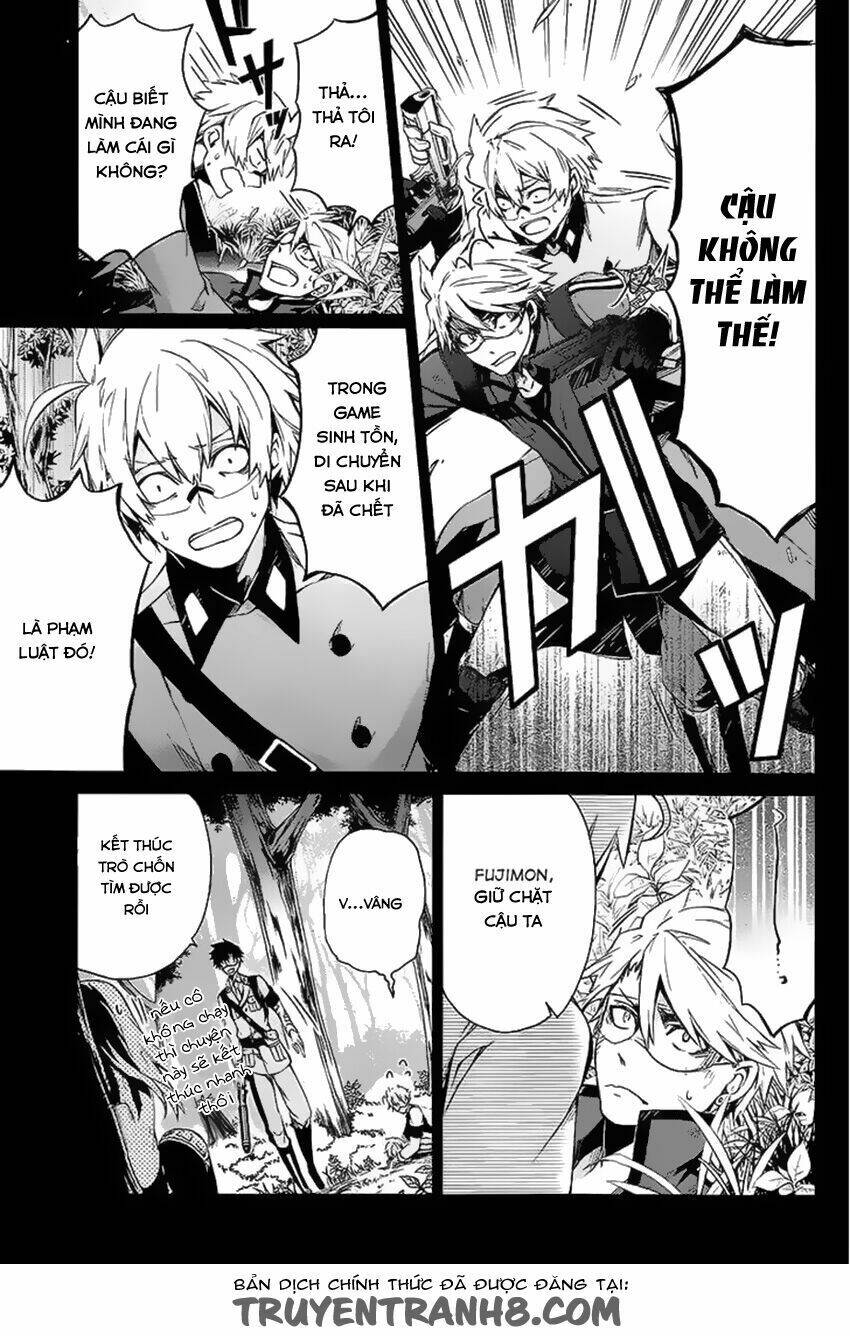 CẬU
KHÔNG
THỂ LÀM
THẾ!
ガバッ
THẢ...
THẢ TÔI
RA!
CẬU BIẾT
MÌNH ĐANG
LÀM CÁI GÌ
KHÔNG?
TRONG
GAME
SINH TỒN,
DI CHUYỂN
SAU KHI
ĐÃ CHẾT
LÀ PHẠM
LUẬT ĐÓ!
FUJIMON,
GIỮ CHẶT
CẬU TA
V...VÂNG
KẾT THÚC
TRÒ CHỐN
TÌM ĐƯỢC
RỒI
nếu cô
không chạy
thì chuyện
này sẽ kết
thúc nhanh
thôi
BẢN DỊCH CHÍNH THỨC ĐÃ ĐƯỢC ĐĂNG TẠI:
TRUYENTRANH8.COM